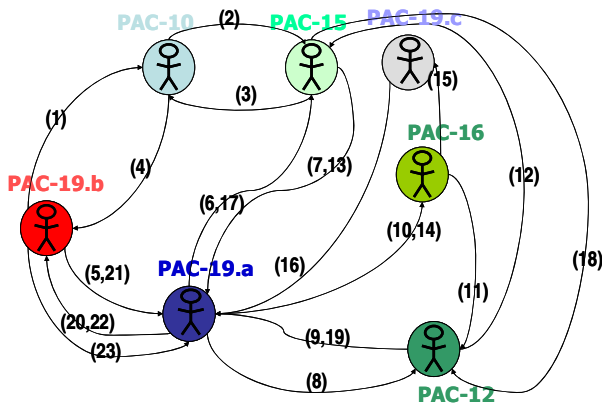 (2)
PAC-10
PAC-15
PAC-19.c
(15)
(3)
(1)
PAC-16
(4)
(7,13)
(12)
PAC-19.b
(6,17)
(10,14)
(18)
(5,21)
PAC-19.a
(16)
(11)
(20,22)
(9,19)
(23)
(8)
PAC-12